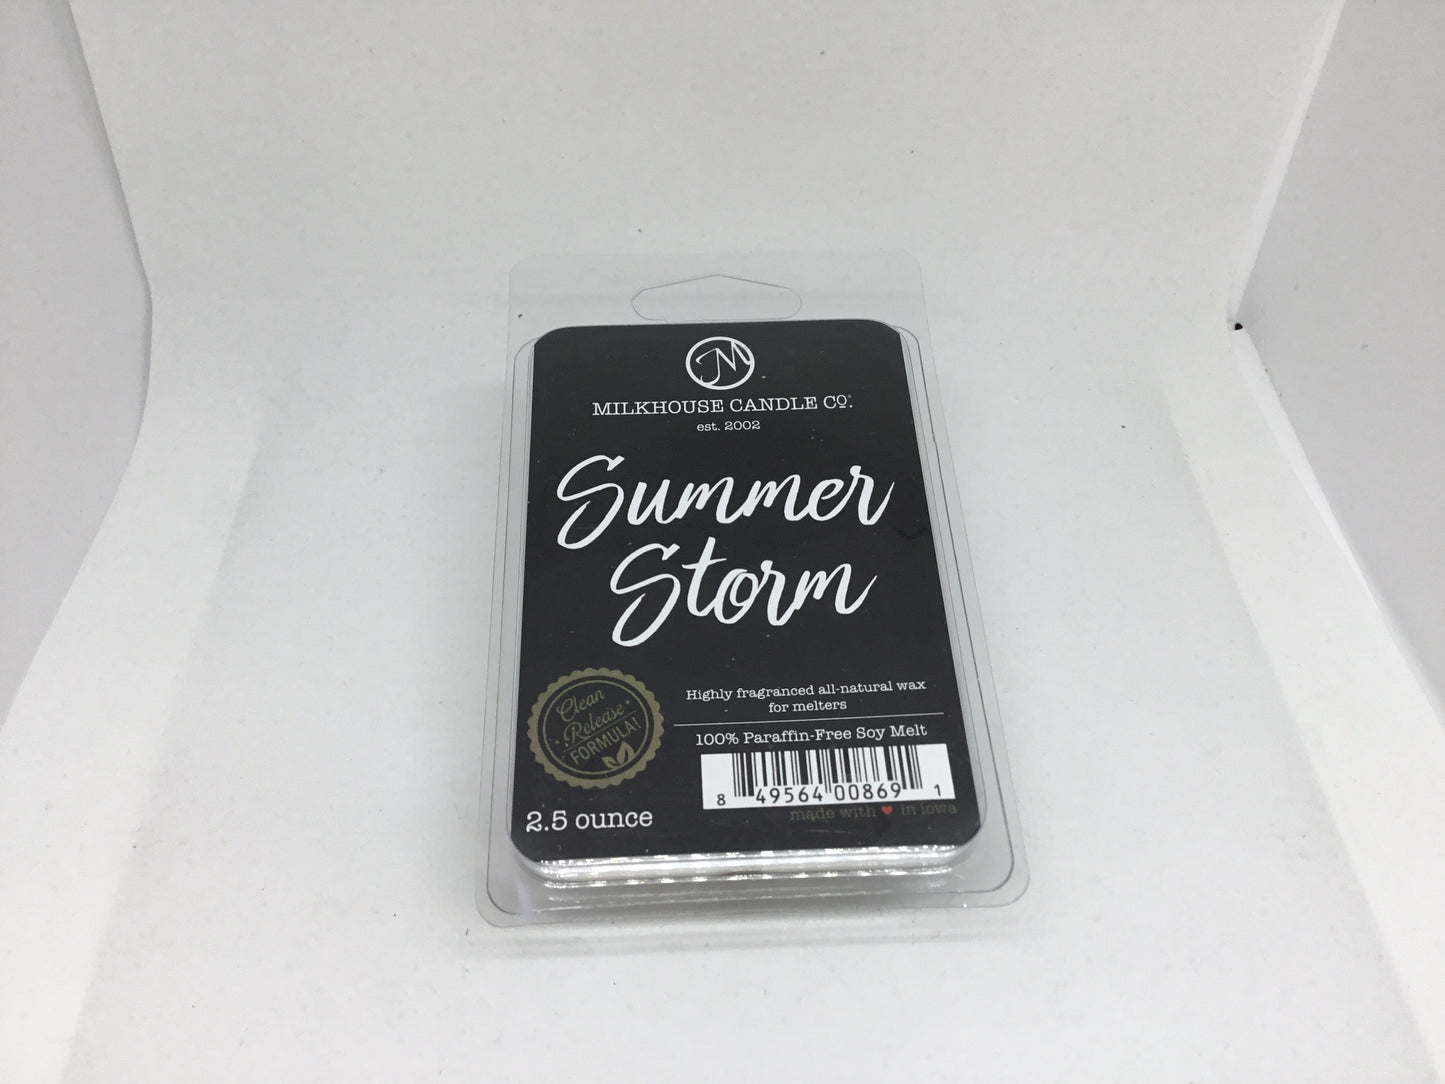 JM
MILKHOUSE CANDLE Co.
est. 2002
Summer
Storm
Clean
Release
FORMULA!
Highly fragranced all-natural wax
for melters
100% Paraffin-Free Soy Melt
8 49564 00869 1
made with ♥ in iowa
2.5 ounce